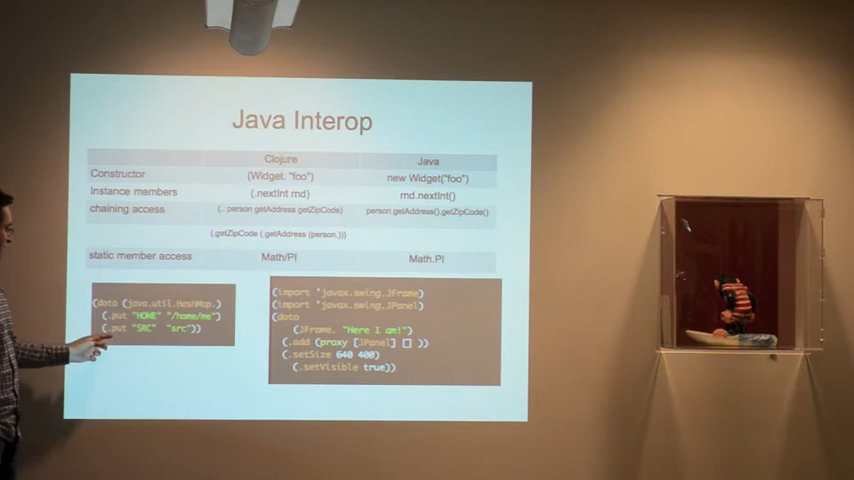 Java Interop
Clojure Java
Constructor (Widget. "foo") new Widget("foo")
Instance members (.nextInt rnd) rnd.nextInt()
chaining access (.. person getAddress getZipCode) person.getAddress().getZipCode()
(.getZipCode (.getAddress (person.)))
static member access Math/PI Math.PI
(doto (java.util.HashMap.)
(.put "HOME" "/home/me")
(.put "SRC" "src"))
(import 'javax.swing.JFrame)
(import 'javax.swing.JPanel)
(doto
(JFrame. "Here I am!")
(.add (proxy [JPanel] [] ))
(.setSize 640 400)
(.setVisible true))